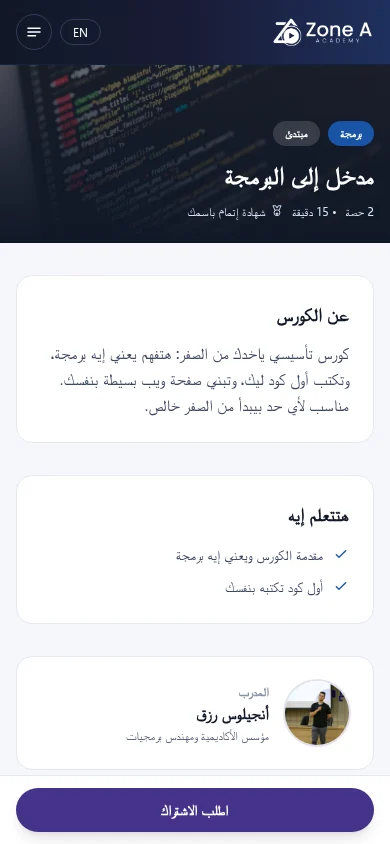 EN
Zone A
ACADEMY
برمجة
مبتدئ
مدخل إلى البرمجة
2 حصة • 15 دقيقة شهادة إتمام باسمك
عن الكورس
كورس تأسيسي ياخدك من الصفر: هتفهم يعني إيه برمجة،
وتكتب أول كود ليك، وتبني صفحة ويب بسيطة بنفسك.
مناسب لأي حد بيبدأ من الصفر خالص.
هتتعلم إيه
مقدمة الكورس ويعني إيه برمجة
أول كود تكتبه بنفسك
المدرب
أنجيلوس رزق
مؤسس الأكاديمية ومهندس برمجيات
اطلب الاشتراك